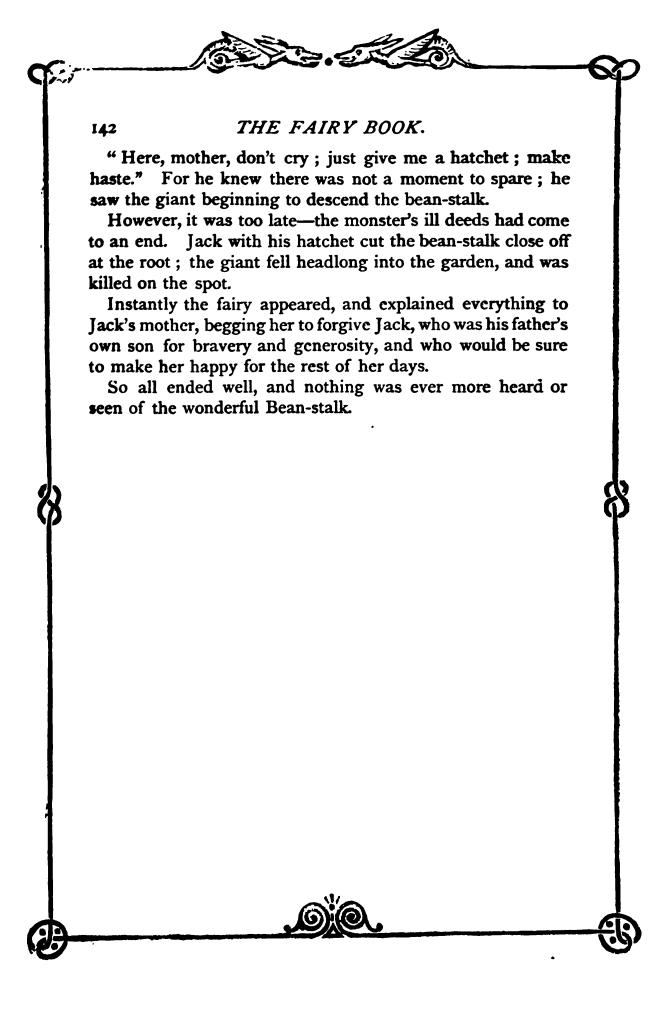 142 THE FAIRY BOOK.
“ Here, mother, don’t cry ; just give me a hatchet ; make
haste.” For he knew there was not a moment to spare ; he
saw the giant beginning to descend the bean-stalk.
However, it was too late—the monster’s ill deeds had come
to an end. Jack with his hatchet cut the bean-stalk close off
at the root ; the giant fell headlong into the garden, and was
killed on the spot.
Instantly the fairy appeared, and explained everything to
Jack’s mother, begging her to forgive Jack, who was his father’s
own son for bravery and generosity, and who would be sure
to make her happy for the rest of her days.
So all ended well, and nothing was ever more heard or
seen of the wonderful Bean-stalk.